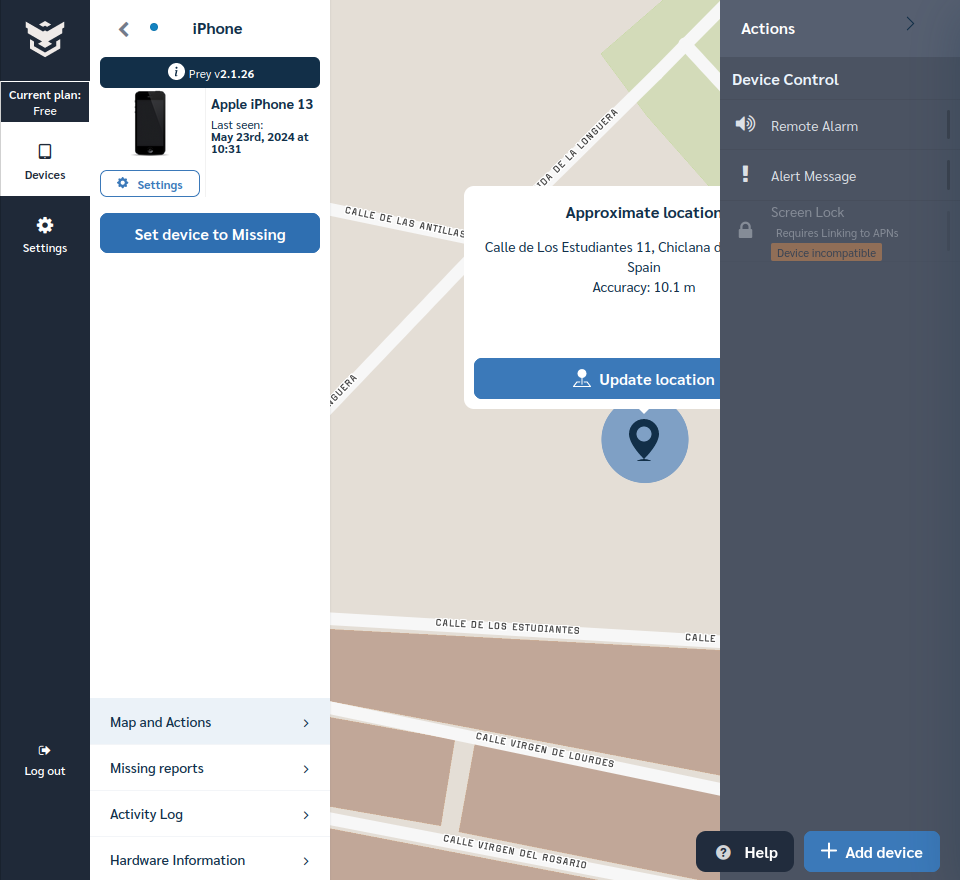 Current plan:
Free
Devices
Settings
Log out
iPhone
Prey v2.1.26
Apple iPhone 13
Last seen:
May 23rd, 2024 at
10:31
Settings
Set device to Missing
Map and Actions
Missing reports
Activity Log
Hardware Information
IDA DE LA LONGUERA
CALLE DE LAS ANTILLAS
NGUERA
Approximate location
Calle de Los Estudiantes 11, Chiclana d
Spain
Accuracy: 10.1 m
Update location
CALLE DE LOS ESTUDIANTES
CALLE
CALLE VIRGEN DE LOURDES
CALLE VIRGEN DEL ROSARIO
Actions
Device Control
Remote Alarm
Alert Message
Screen Lock
Requires Linking to APNs
Device incompatible
Help
Add device